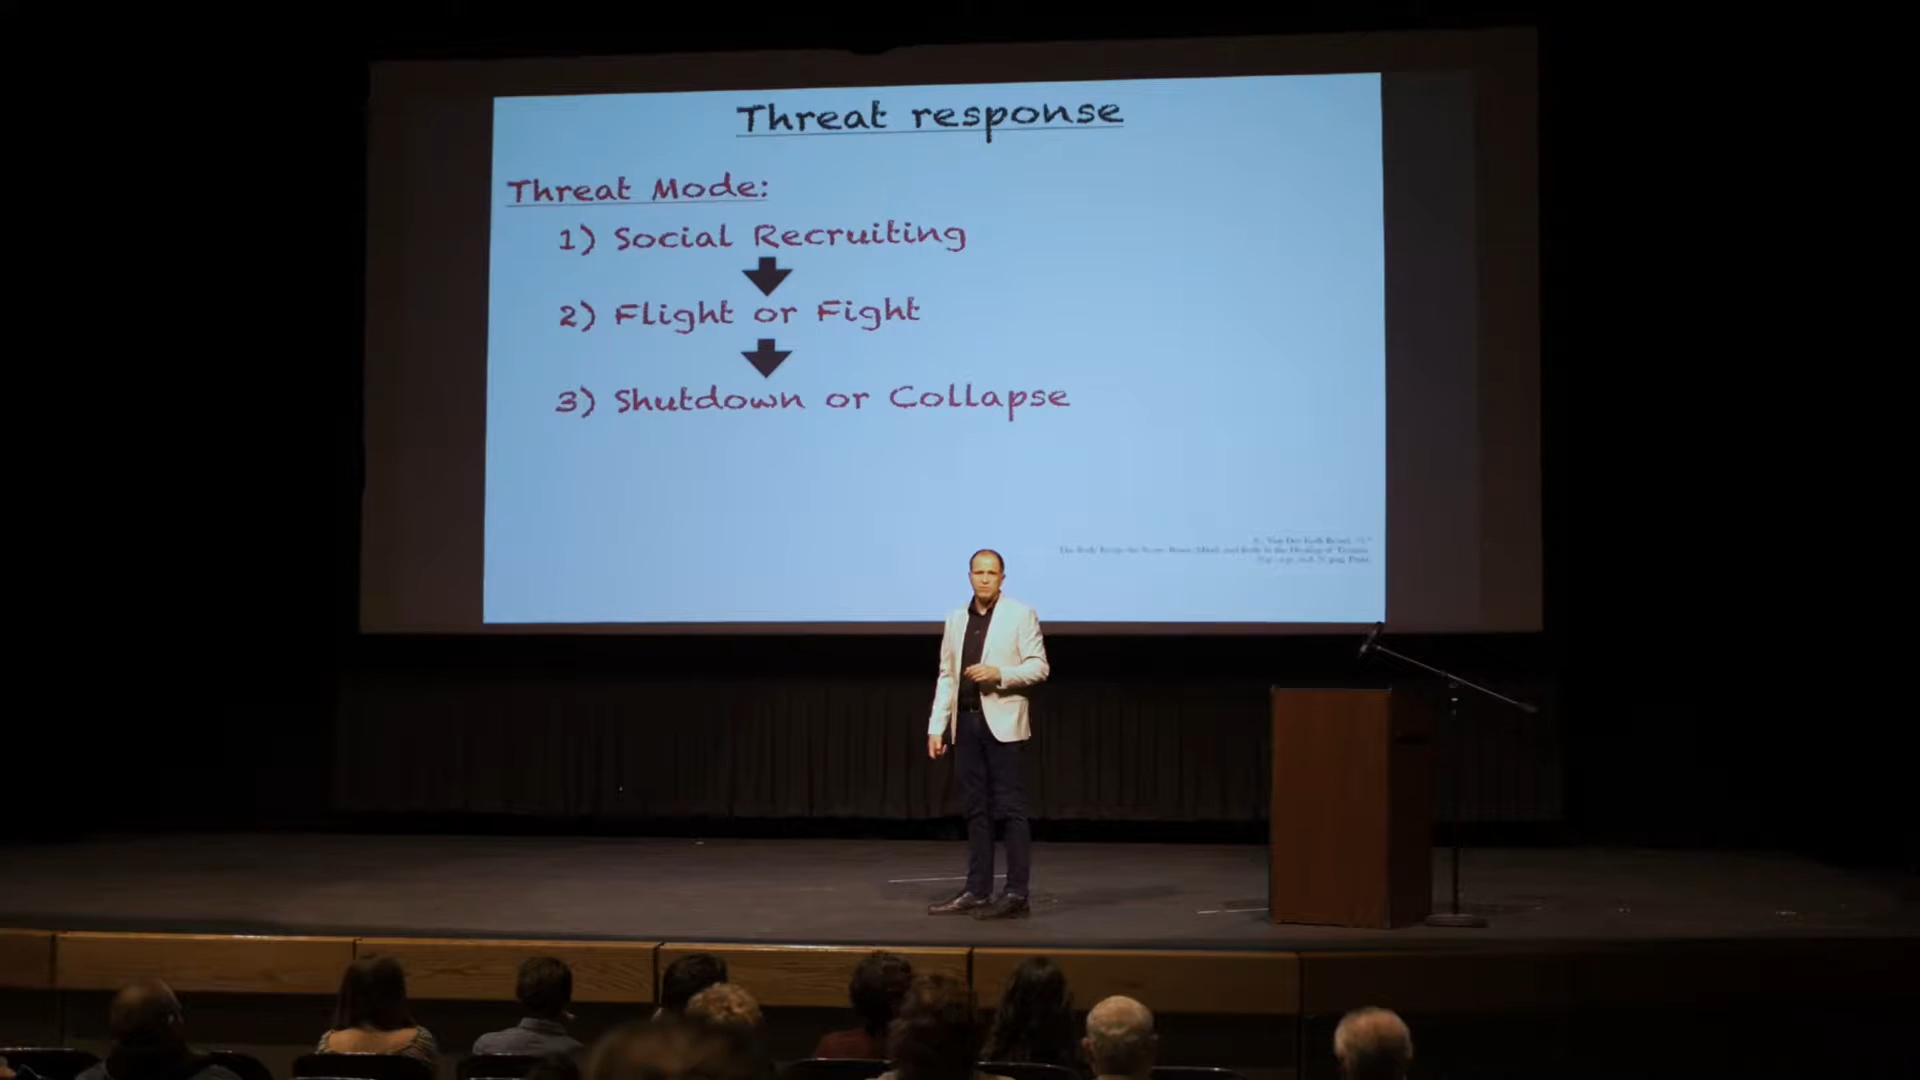 Threat response
Threat Mode:
1) Social Recruiting
2) Flight or Fight
3) Shutdown or Collapse